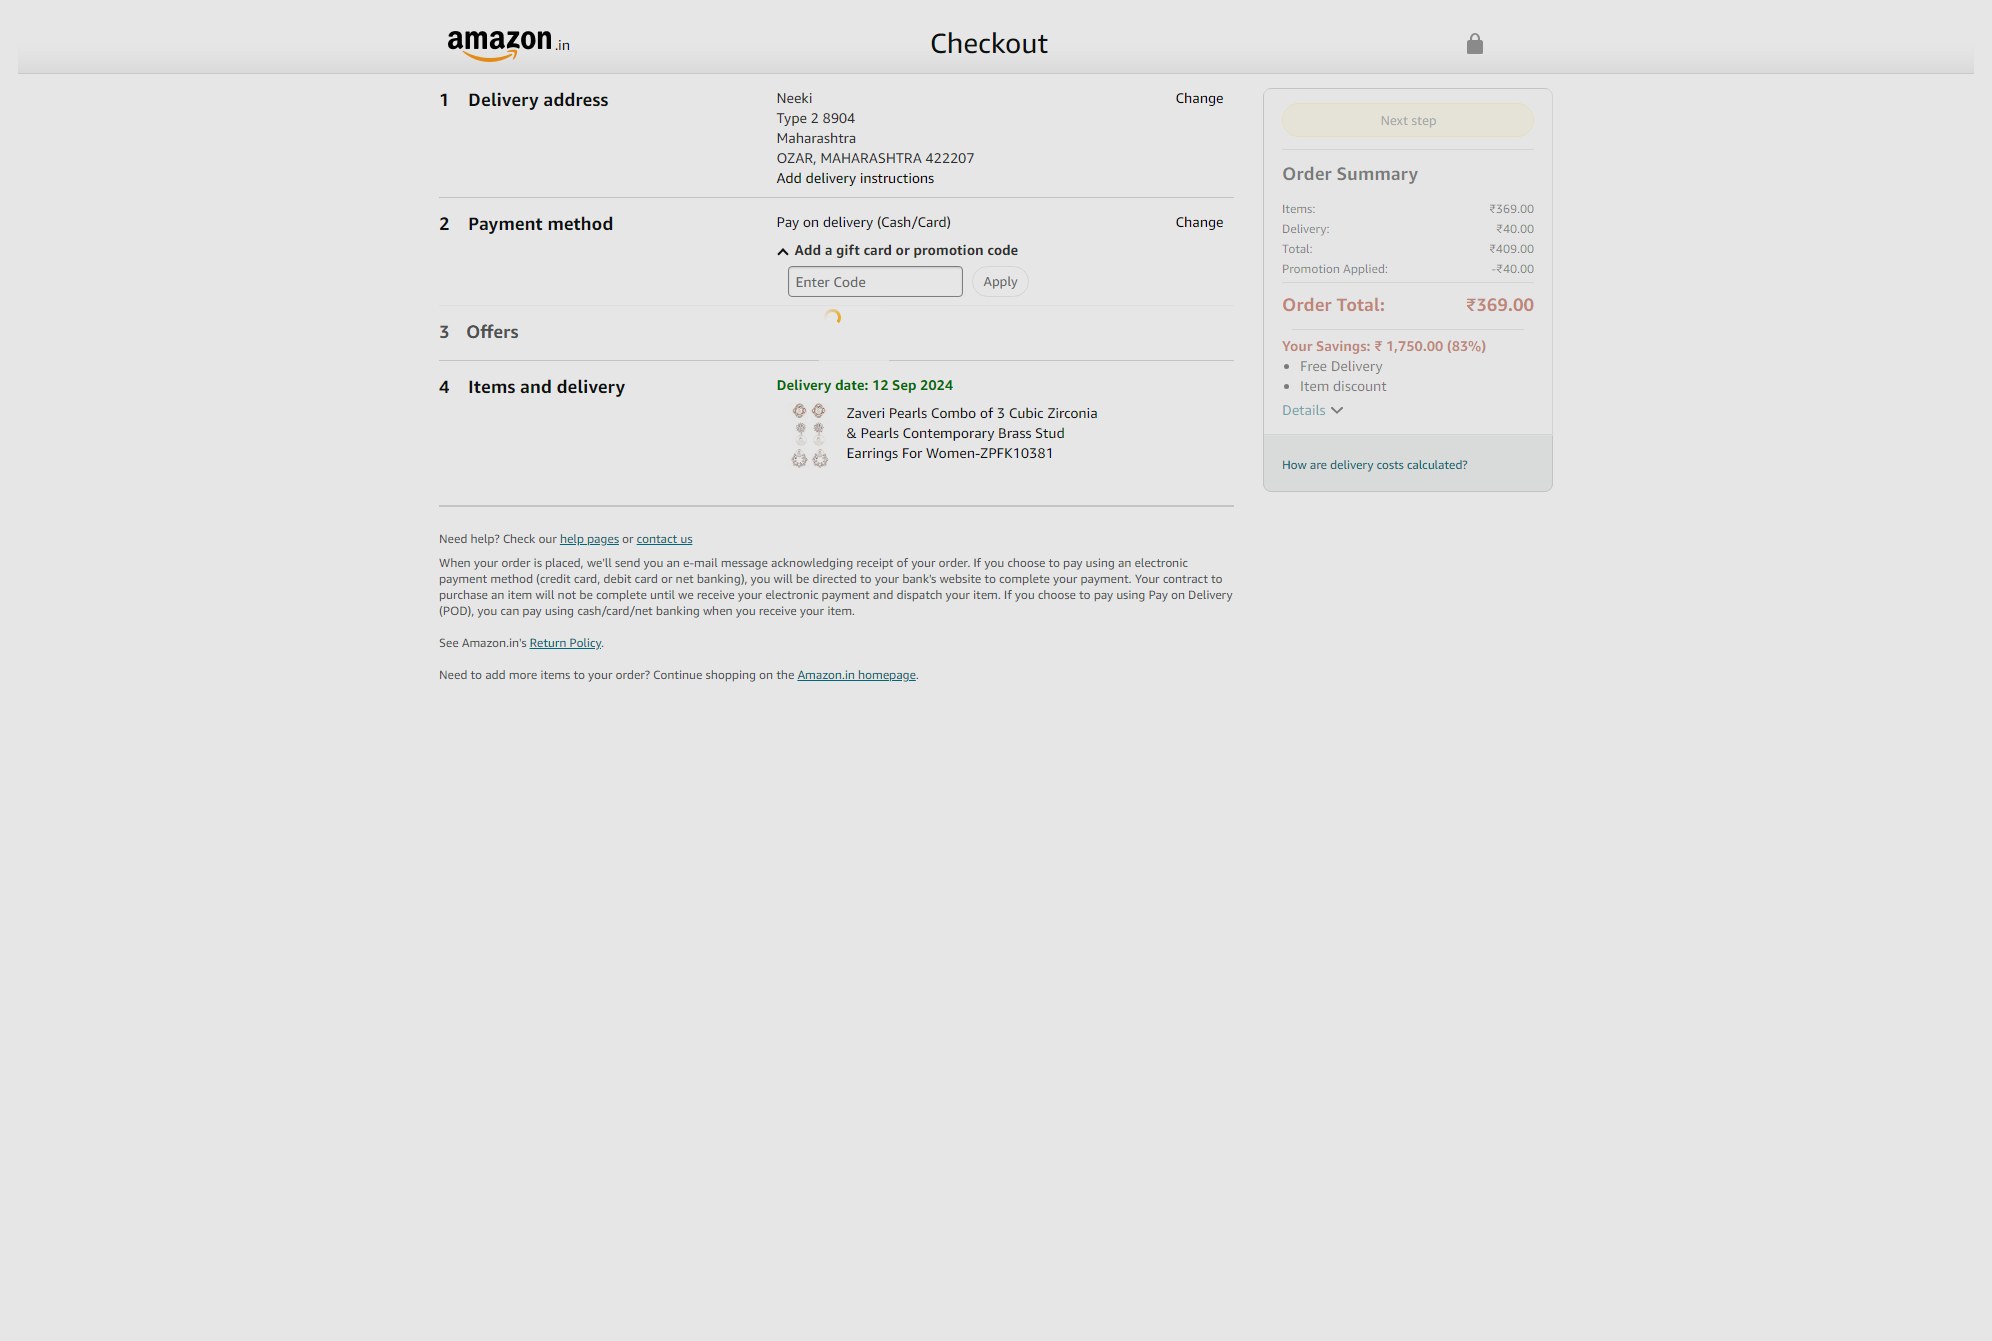 amazon.in
Checkout
1 Delivery address
Neeki
Type 2 8904
Maharashtra
OZAR, MAHARASHTRA 422207
Add delivery instructions
Change
2 Payment method
Pay on delivery (Cash/Card)
Change
Add a gift card or promotion code
Enter Code
Apply
3 Offers
4 Items and delivery
Delivery date: 12 Sep 2024
Zaveri Pearls Combo of 3 Cubic Zirconia
& Pearls Contemporary Brass Stud
Earrings For Women-ZPFK10381
Next step
Order Summary
Items: ₹369.00
Delivery: ₹40.00
Total: ₹409.00
Promotion Applied: -₹40.00
Order Total: ₹369.00
Your Savings: ₹ 1,750.00 (83%)
• Free Delivery
• Item discount
Details
How are delivery costs calculated?
Need help? Check our help pages or contact us
When your order is placed, we'll send you an e-mail message acknowledging receipt of your order. If you choose to pay using an electronic
payment method (credit card, debit card or net banking), you will be directed to your bank's website to complete your payment. Your contract to
purchase an item will not be complete until we receive your electronic payment and dispatch your item. If you choose to pay using Pay on Delivery
(POD), you can pay using cash/card/net banking when you receive your item.
See Amazon.in's Return Policy.
Need to add more items to your order? Continue shopping on the Amazon.in homepage.